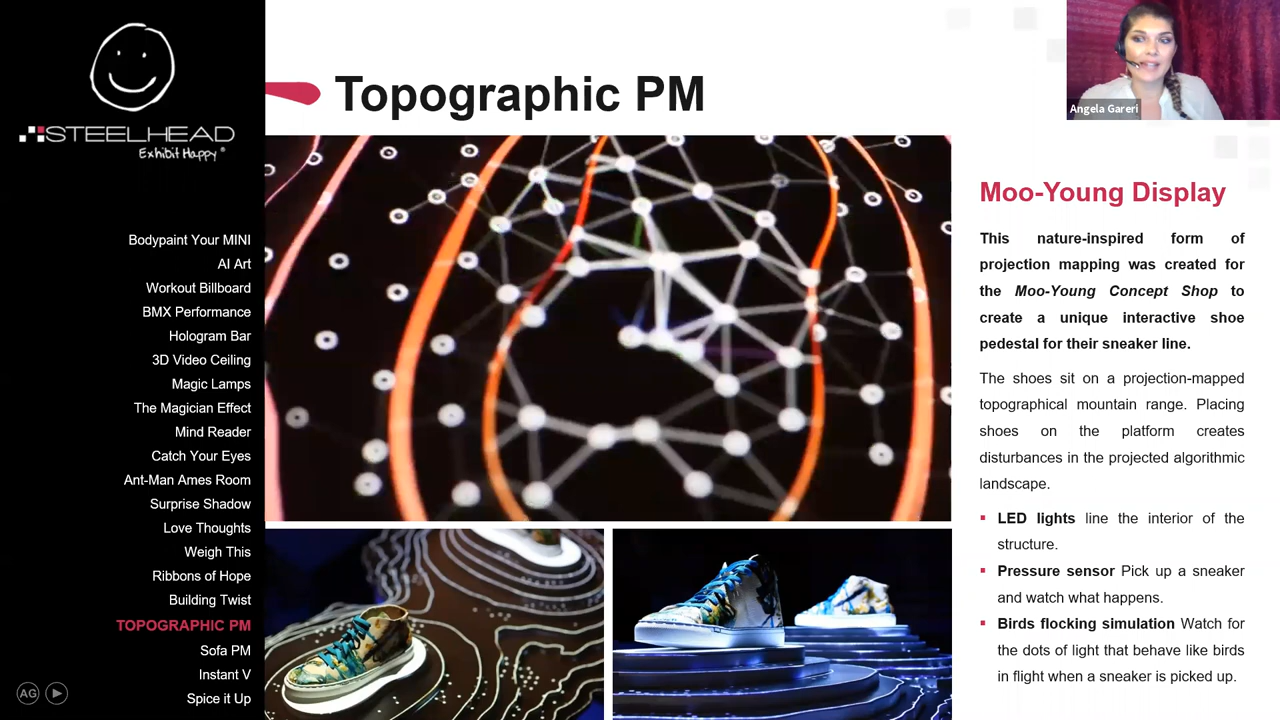 STEELHEAD
Exhibit Happy®
Bodypaint Your MINI
AI Art
Workout Billboard
BMX Performance
Hologram Bar
3D Video Ceiling
Magic Lamps
The Magician Effect
Mind Reader
Catch Your Eyes
Ant-Man Ames Room
Surprise Shadow
Love Thoughts
Weigh This
Ribbons of Hope
Building Twist
TOPOGRAPHIC PM
Sofa PM
Instant V
Spice it Up
AG
Topographic PM
Angela Gareri
Moo-Young Display
This nature-inspired form of
projection mapping was created for
the Moo-Young Concept Shop to
create a unique interactive shoe
pedestal for their sneaker line.
The shoes sit on a projection-mapped
topographical mountain range. Placing
shoes on the platform creates
disturbances in the projected algorithmic
landscape.
▪ LED lights line the interior of the
structure.
▪ Pressure sensor Pick up a sneaker
and watch what happens.
▪ Birds flocking simulation Watch for
the dots of light that behave like birds
in flight when a sneaker is picked up.